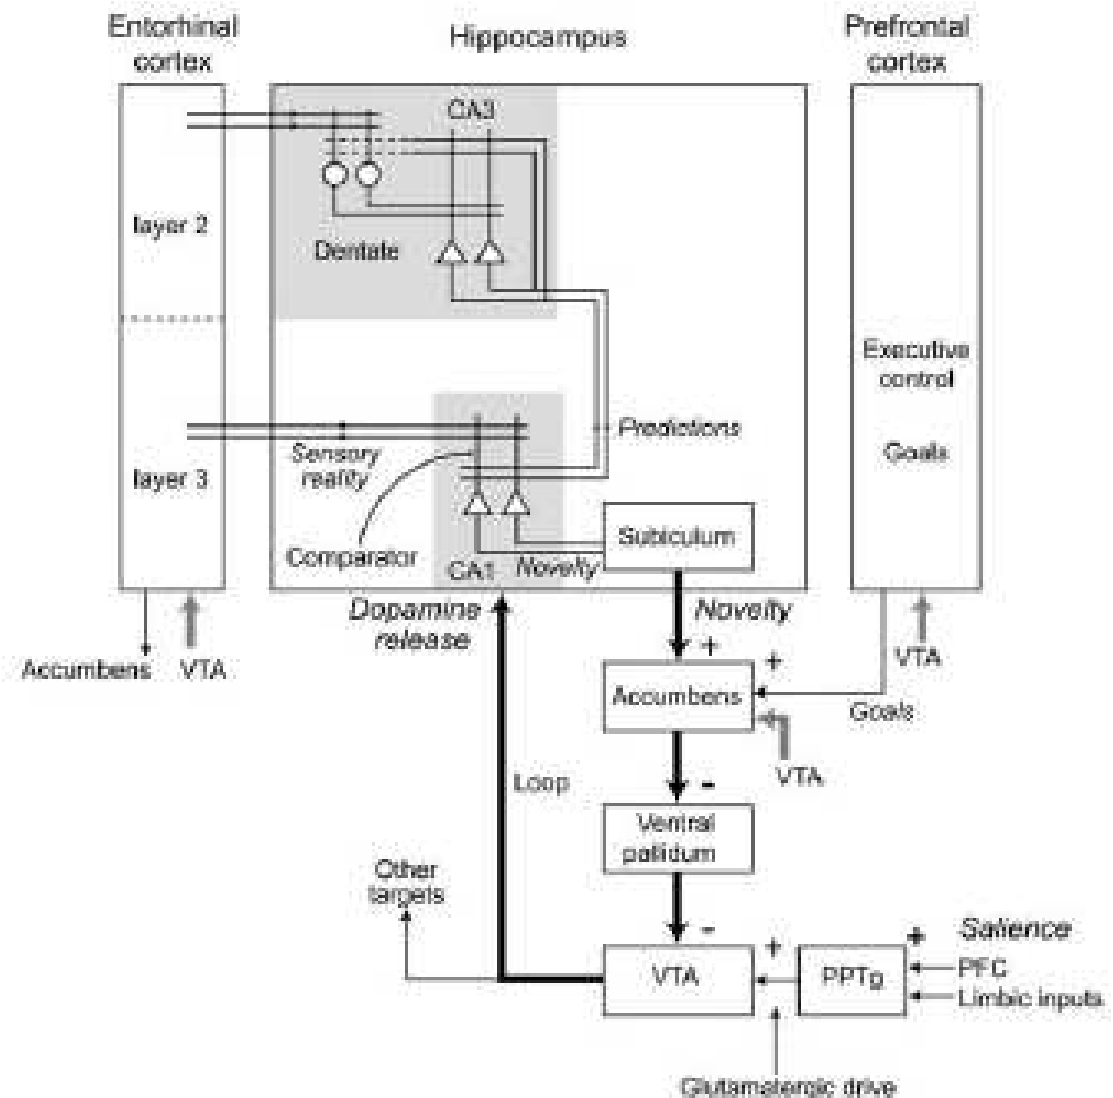 Entorhinal
cortex
Hippocampus
Prefrontal
cortex
CA3
layer 2
Dentate
Executive
control
Predictions
Sensory
reality
Goals
layer 3
Subiculum
Comparator
CA1
Novelty
Dopamine
release
Novelty
+
+
Accumbens
VTA
VTA
Accumbens
Goals
VTA
Loop
-
Ventral
pallidum
Other
targets
-
+
+
Salience
VTA
PPTg
PFC
Limbic inputs
Glutamatergic drive